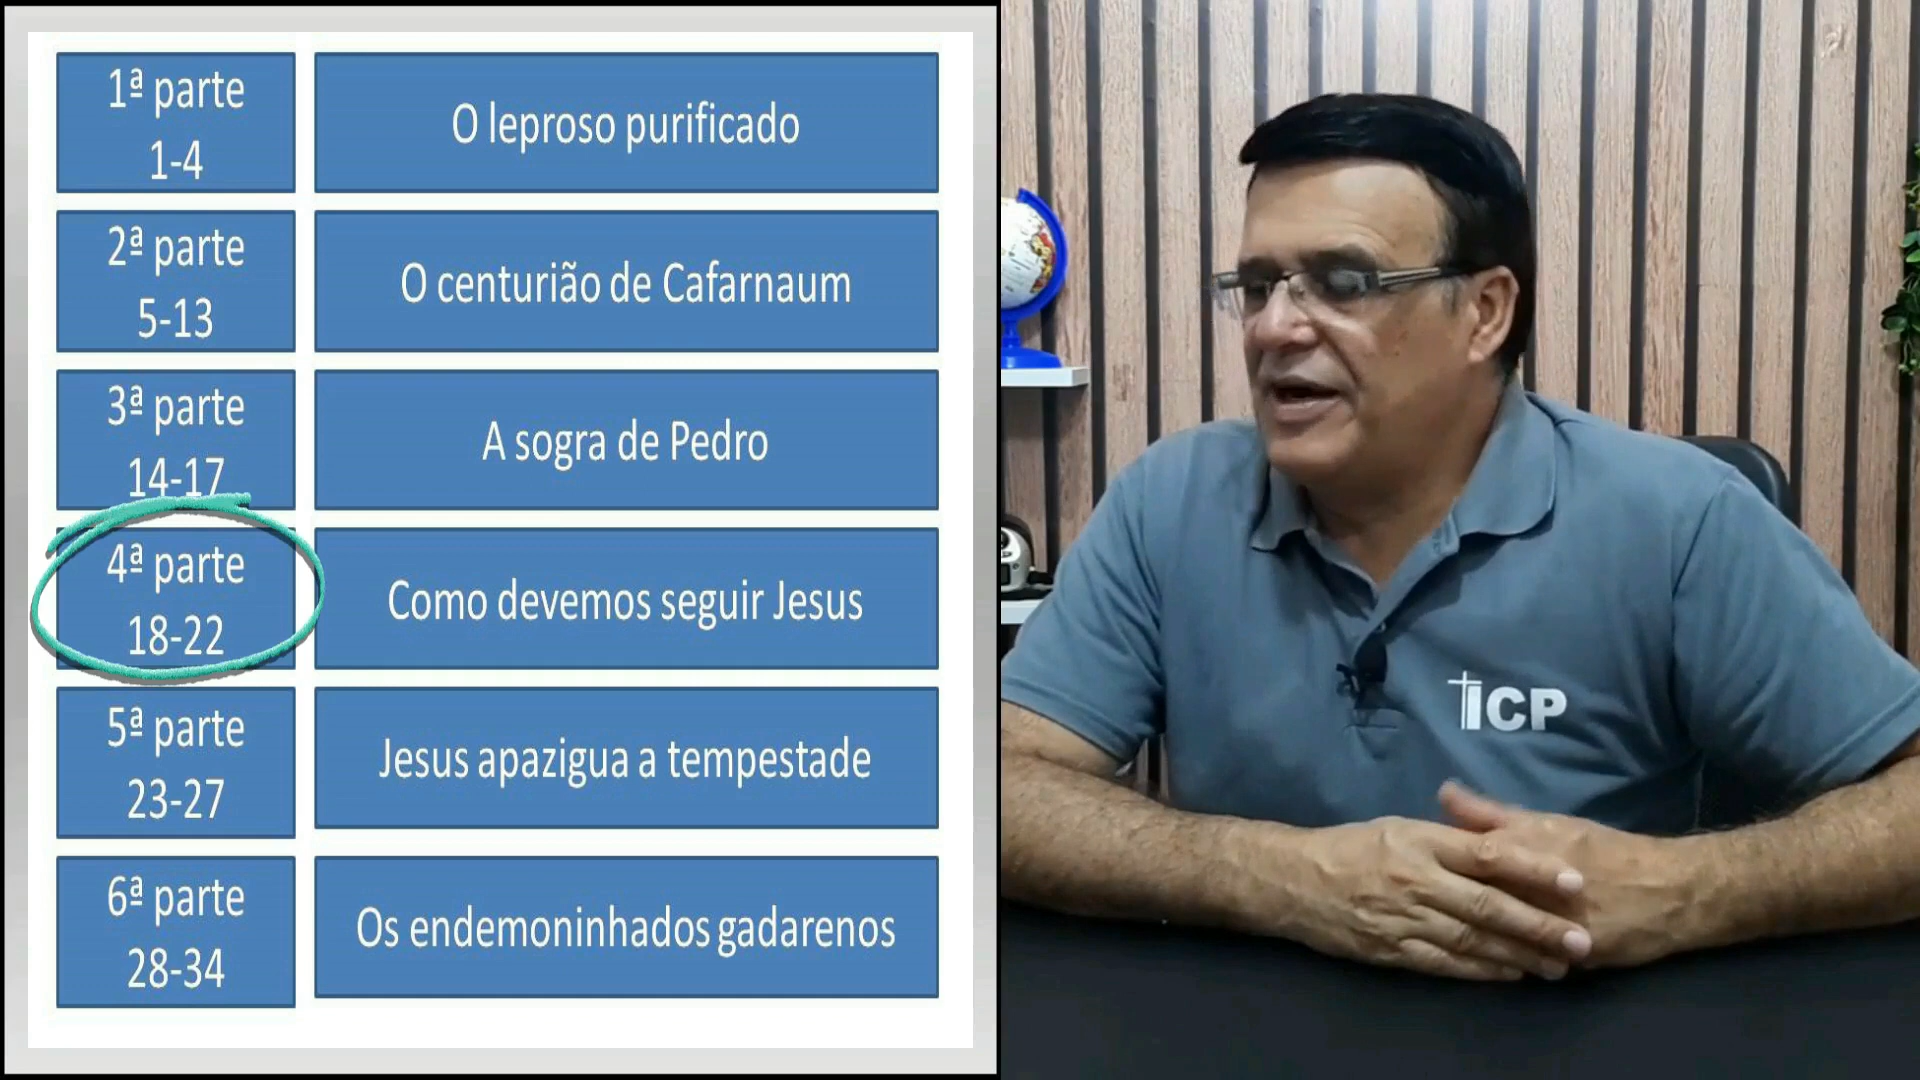 1ª parte
1-4
O leproso purificado
2ª parte
5-13
O centurião de Cafarnaum
3ª parte
14-17
A sogra de Pedro
4ª parte
18-22
Como devemos seguir Jesus
5ª parte
23-27
Jesus apazigua a tempestade
6ª parte
28-34
Os endemoninhados gadarenos
ICP